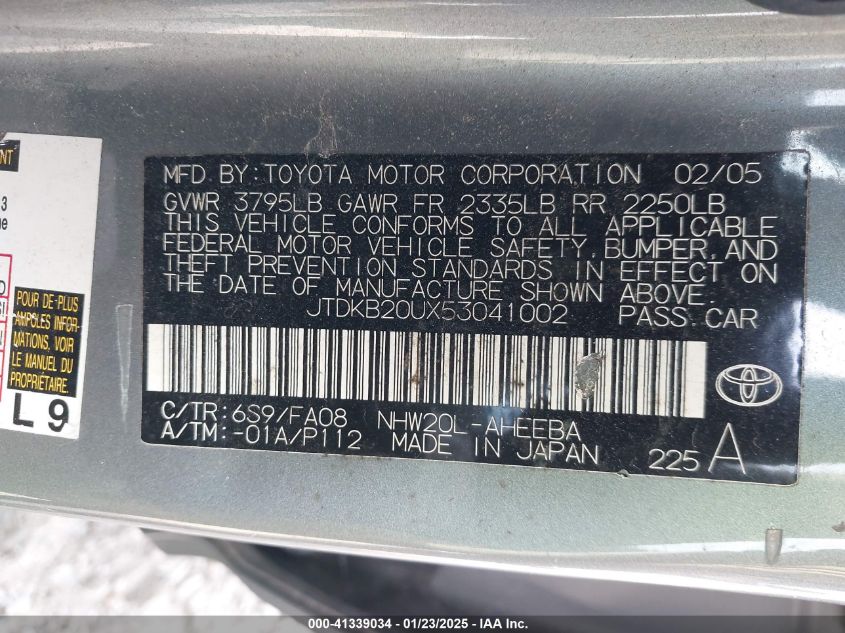 MFD BY:TOYOTA MOTOR CORPORATION 02/05
GVWR 3795LB GAWR FR 2335LB RR 2250LB
THIS VEHICLE CONFORMS TO ALL APPLICABLE
FEDERAL MOTOR VEHICLE SAFETY, BUMPER, AND
THEFT PREVENTION STANDARDS IN EFFECT ON
THE DATE OF MANUFACTURE SHOWN ABOVE.
JTDKB20UX53041002 PASS.CAR
C/TR: 6S9/FA08 NHW20L-AHEEBA
A/TM: -01A/P112 MADE IN JAPAN
225 A
3
POUR DE PLUS
AMPOLES INFOR
MATIONS, VOIR
LE MANUEL DU
PROPRIÉTAIRE.
L 9
000-41339034 - 01/23/2025 - IAA Inc.